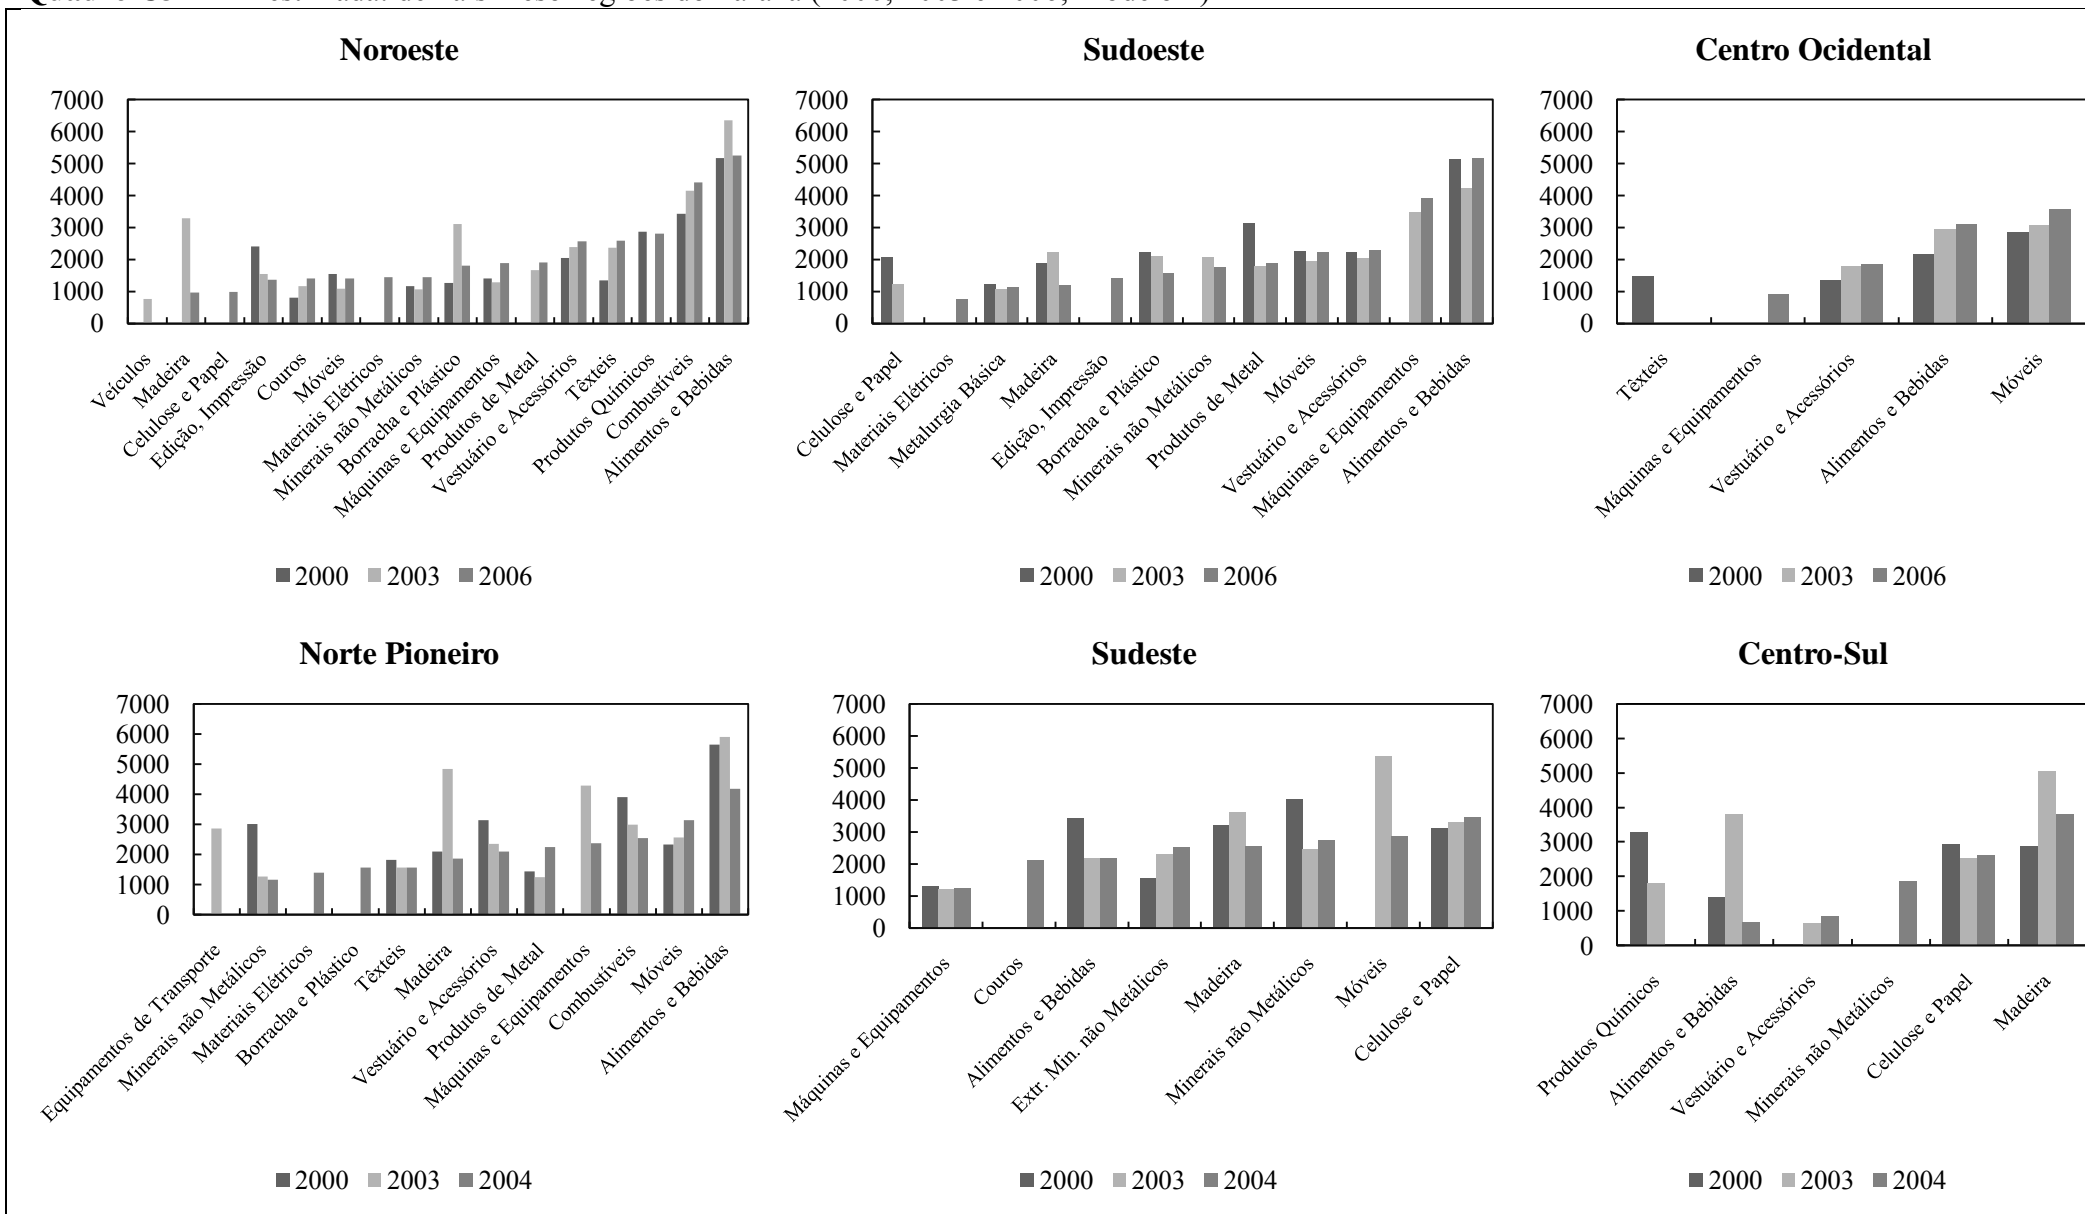 Noroeste
7000
6000
5000
4000
3000
2000
1000
0
Veículos
Madeira
Celulose e Papel
Edição, Impressão
Couros
Móveis
Materiais Elétricos
Minerais não Metálicos
Borracha e Plástico
Máquinas e Equipamentos
Produtos de Metal
Vestuário e Acessórios
Têxteis
Produtos Químicos
Combustíveis
Alimentos e Bebidas
2000 2003 2006
Sudoeste
7000
6000
5000
4000
3000
2000
1000
0
Celulose e Papel
Materiais Elétricos
Metalurgia Básica
Madeira
Edição, Impressão
Borracha e Plástico
Minerais não Metálicos
Produtos de Metal
Móveis
Vestuário e Acessórios
Máquinas e Equipamentos
Alimentos e Bebidas
2000 2003 2006
Centro Ocidental
7000
6000
5000
4000
3000
2000
1000
0
Têxteis
Máquinas e Equipamentos
Vestuário e Acessórios
Alimentos e Bebidas
Móveis
2000 2003 2006
Norte Pioneiro
7000
6000
5000
4000
3000
2000
1000
0
Equipamentos de Transporte
Minerais não Metálicos
Materiais Elétricos
Borracha e Plástico
Têxteis
Madeira
Vestuário e Acessórios
Produtos de Metal
Máquinas e Equipamentos
Combustíveis
Móveis
Alimentos e Bebidas
2000 2003 2004
Sudeste
7000
6000
5000
4000
3000
2000
1000
0
Máquinas e Equipamentos
Couros
Alimentos e Bebidas
Extr. Min. não Metálicos
Madeira
Minerais não Metálicos
Móveis
Celulose e Papel
2000 2003 2004
Centro-Sul
7000
6000
5000
4000
3000
2000
1000
0
Produtos Químicos
Alimentos e Bebidas
Vestuário e Acessórios
Minerais não Metálicos
Celulose e Papel
Madeira
2000 2003 2004